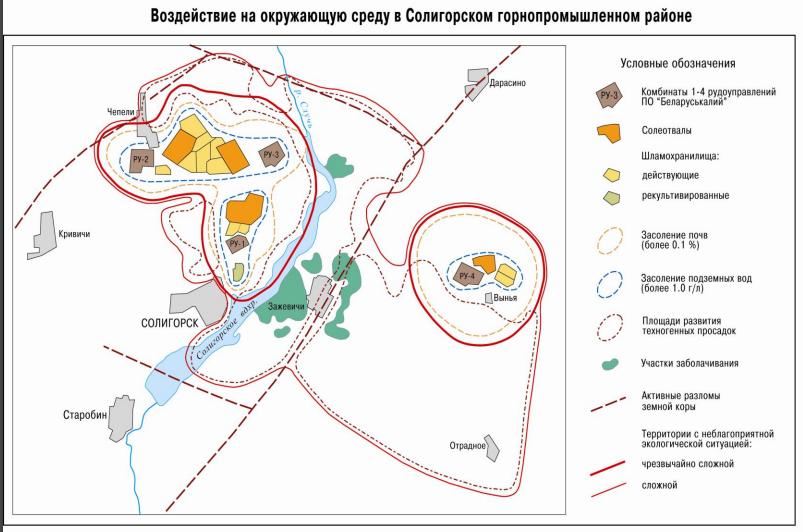 Воздействие на окружающую среду в Солигорском горнопромышленном районе
Дарасино
р. Случь
Чепели
РУ-2
РУ-3
Кривичи
РУ-1
РУ-4
Вынья
Зажевичи
СОЛИГОРСК
Солигорское вдхр.
Старобин
Отрадное
Условные обозначения
РУ-3
Комбинаты 1-4 рудоуправлений
ПО "Беларуськалий"
Солеотвалы
Шламохранилища:
действующие
рекультивированные
Засоление почв
(более 0.1 %)
Засоление подземных вод
(более 1.0 г/л)
Площади развития
техногенных просадок
Участки заболачивания
Активные разломы
земной коры
Территории с неблагоприятной
экологической ситуацией:
чрезвычайно сложной
сложной